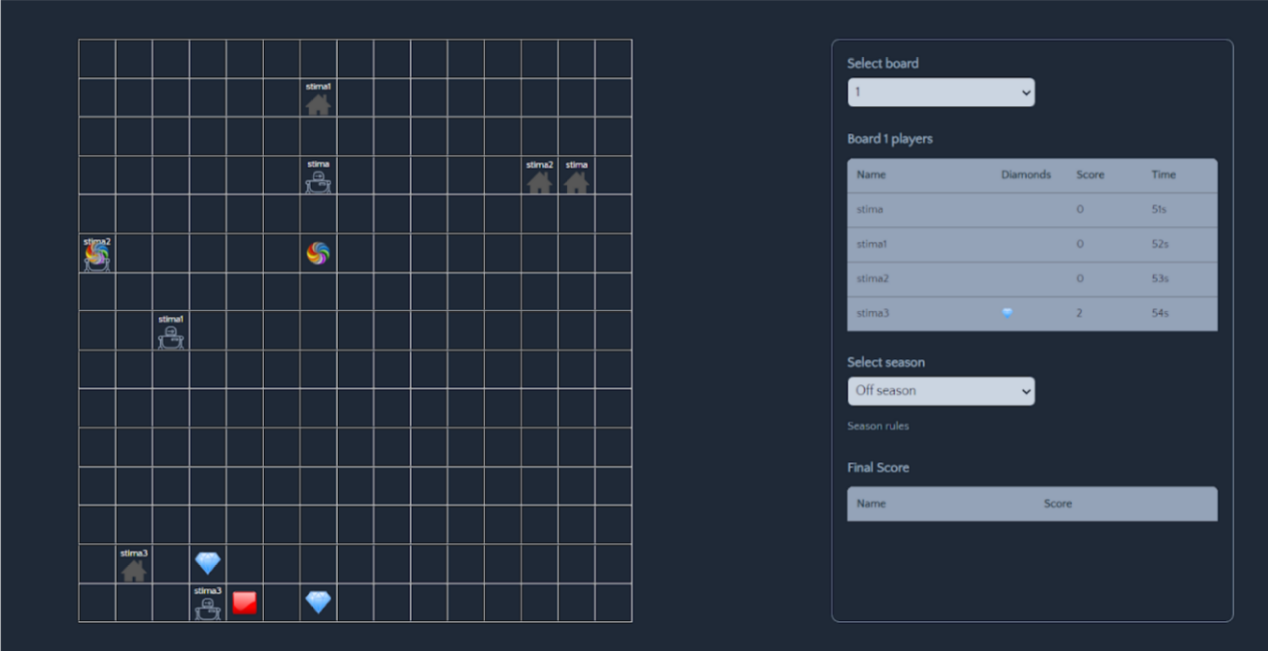 stima1
stima
stima2 stima
stima2
stima1
stima3
stima3
Select board
1
Board 1 players
Name Diamonds Score Time
stima 0 51s
stima1 0 52s
stima2 0 53s
stima3 2 54s
Select season
Off season
Season rules
Final Score
Name Score